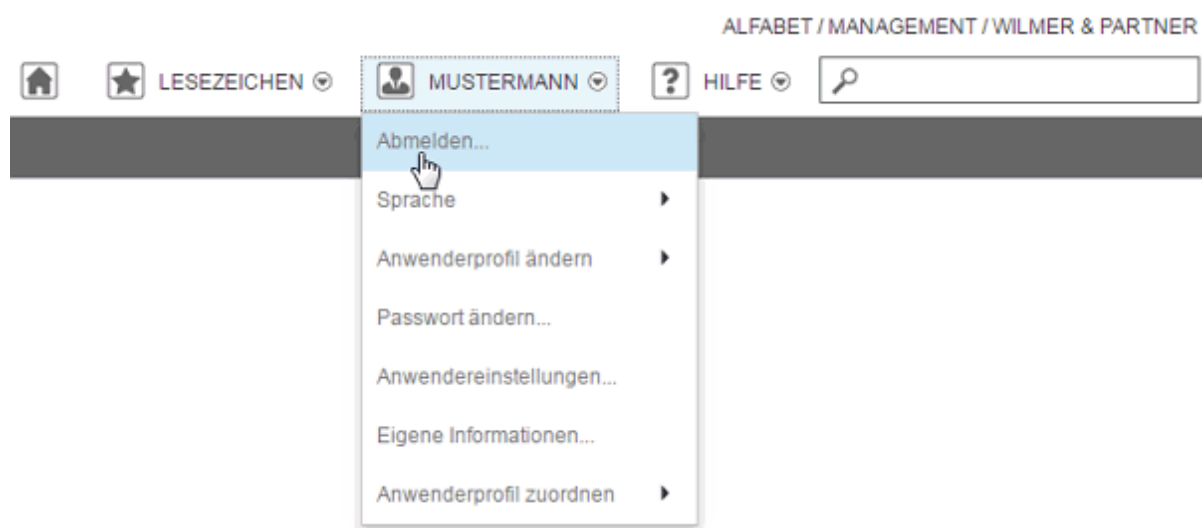 ALFABET / MANAGEMENT / WILMER & PARTNER
LESEZEICHEN MUSTERMANN ? HILFE
Abmelden...
Sprache
Anwenderprofil ändern
Passwort ändern...
Anwendereinstellungen...
Eigene Informationen...
Anwenderprofil zuordnen